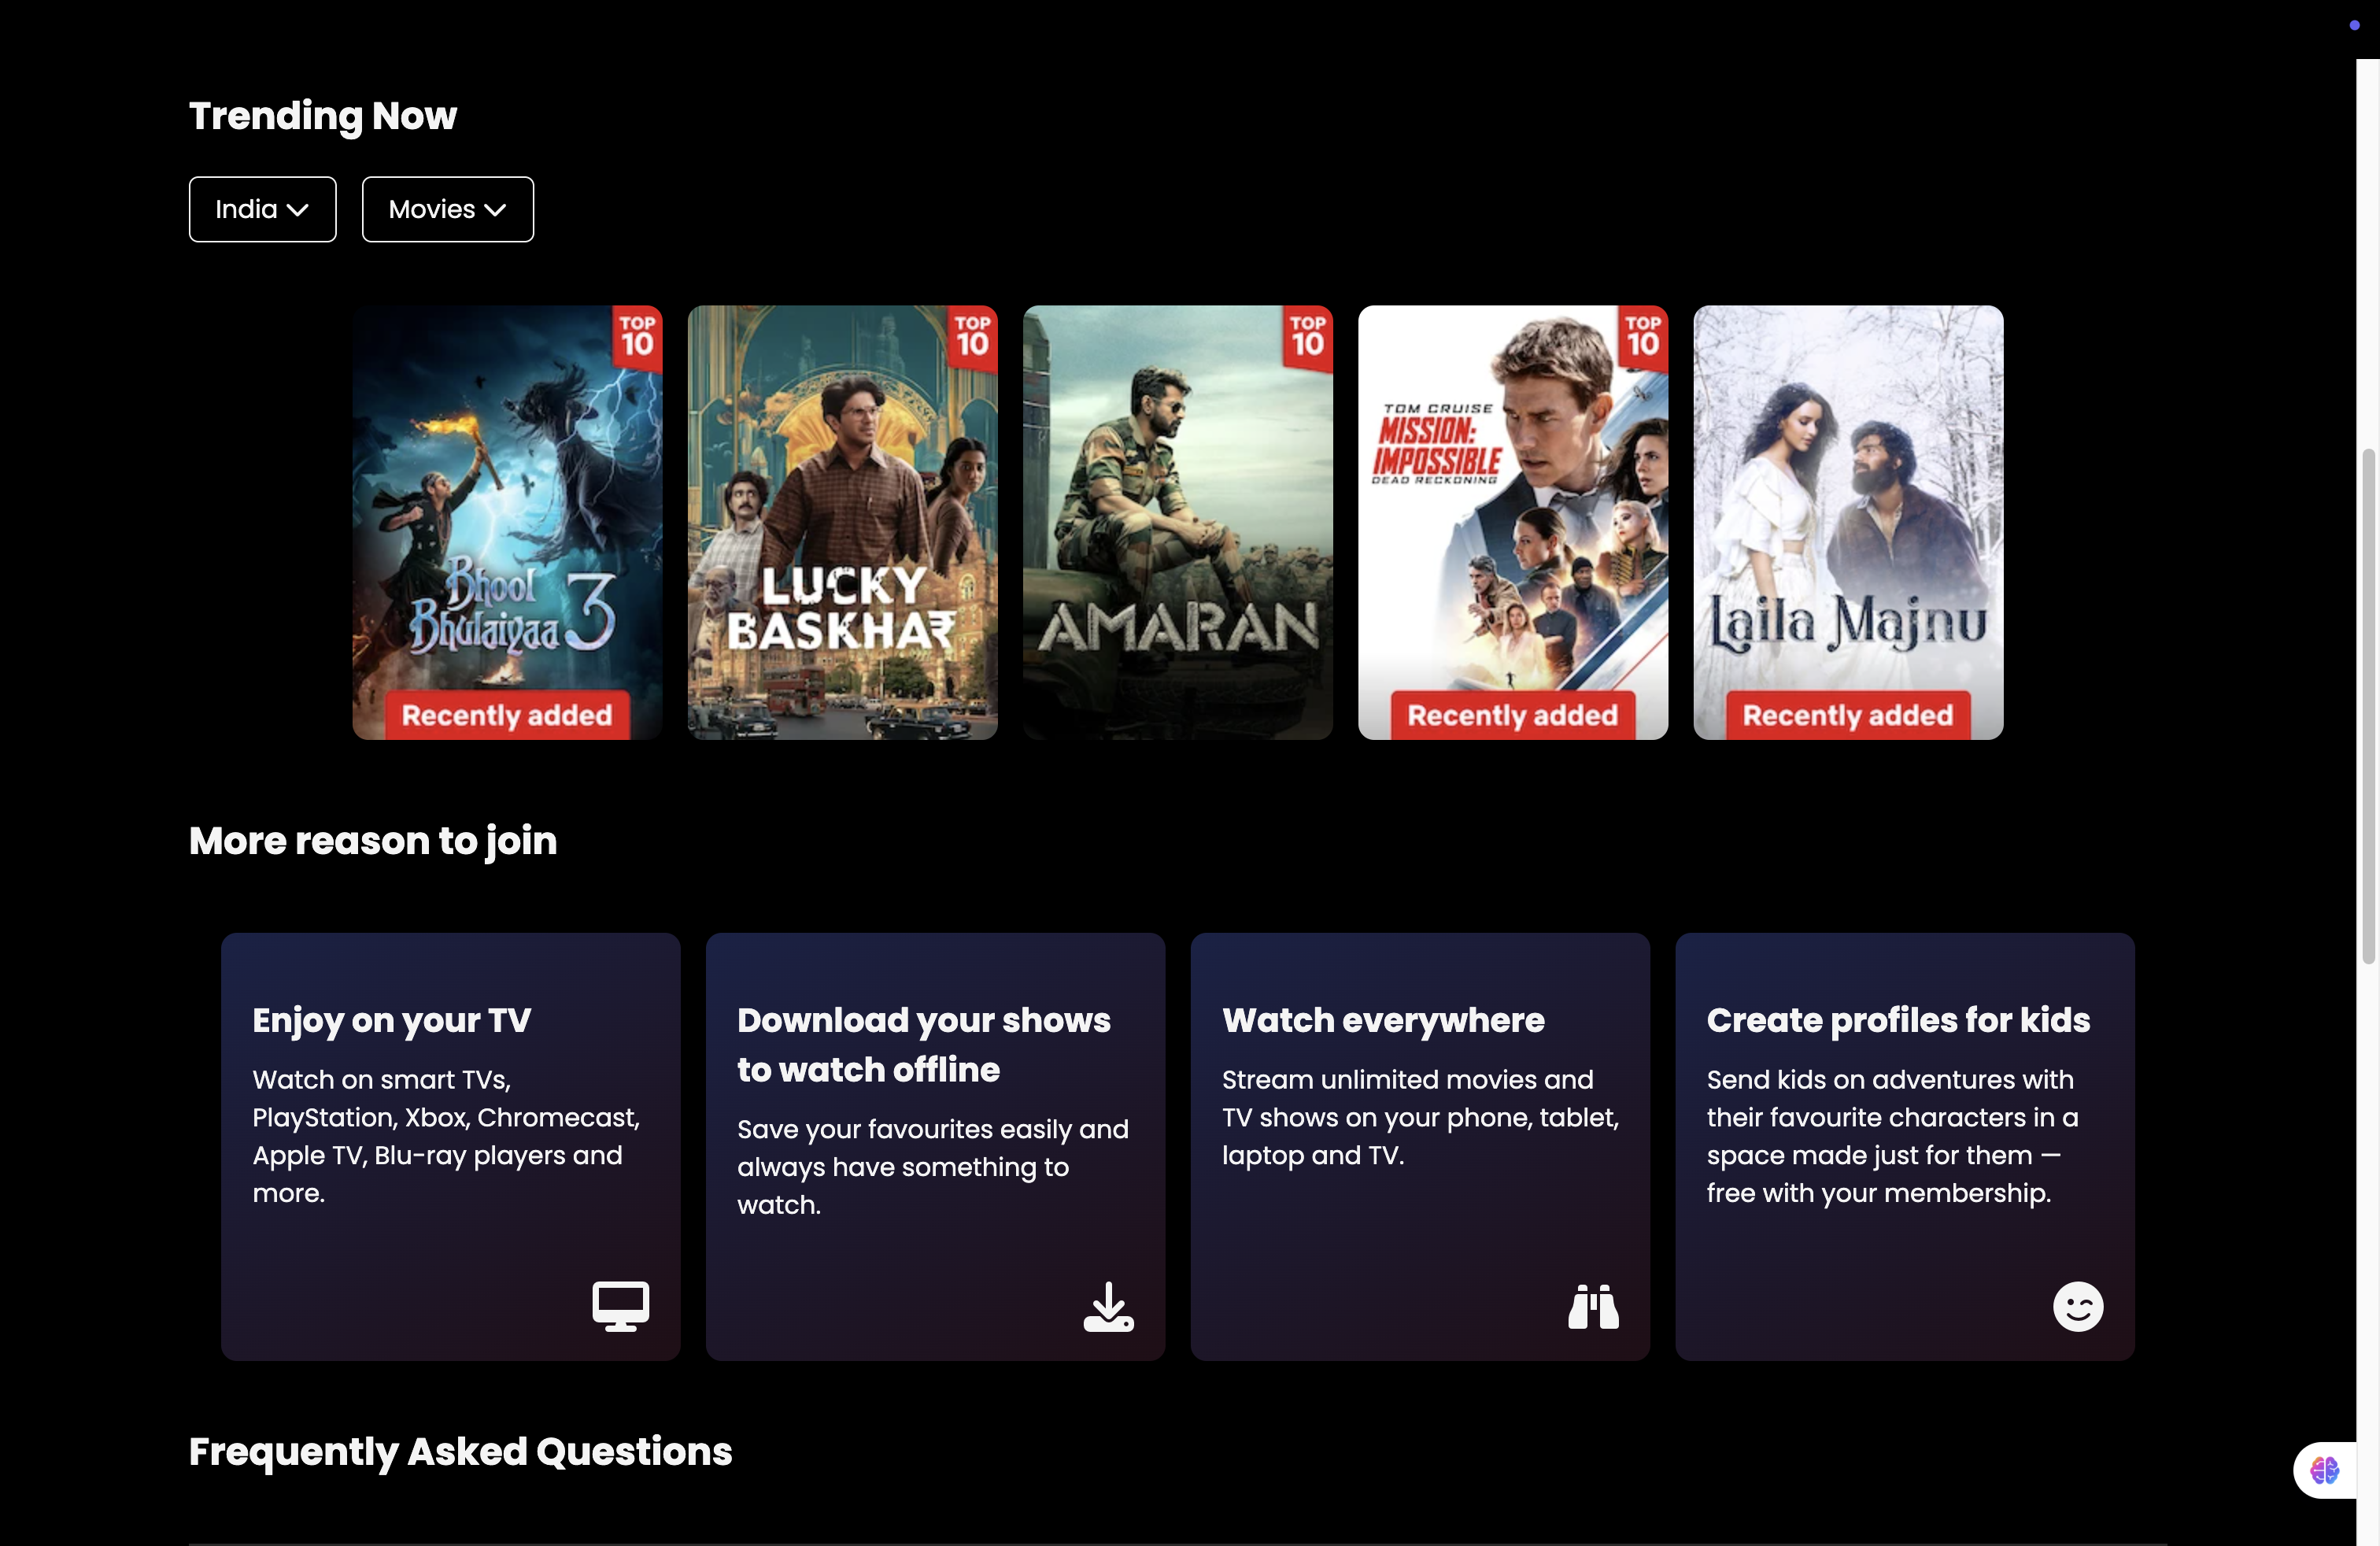 Trending Now
India
Movies
TOP
10
Bhool
Bhulaiyaa 3
Recently added
TOP
10
LUCKY
BASKHA₹
TOP
10
AMARAN
TOP
10
TOM CRUISE
MISSION:
IMPOSSIBLE
DEAD RECKONING
Recently added
Laila Majnu
Recently added
More reason to join
Enjoy on your TV
Watch on smart TVs,
PlayStation, Xbox, Chromecast,
Apple TV, Blu-ray players and
more.
Download your shows
to watch offline
Save your favourites easily and
always have something to
watch.
Watch everywhere
Stream unlimited movies and
TV shows on your phone, tablet,
laptop and TV.
Create profiles for kids
Send kids on adventures with
their favourite characters in a
space made just for them —
free with your membership.
Frequently Asked Questions